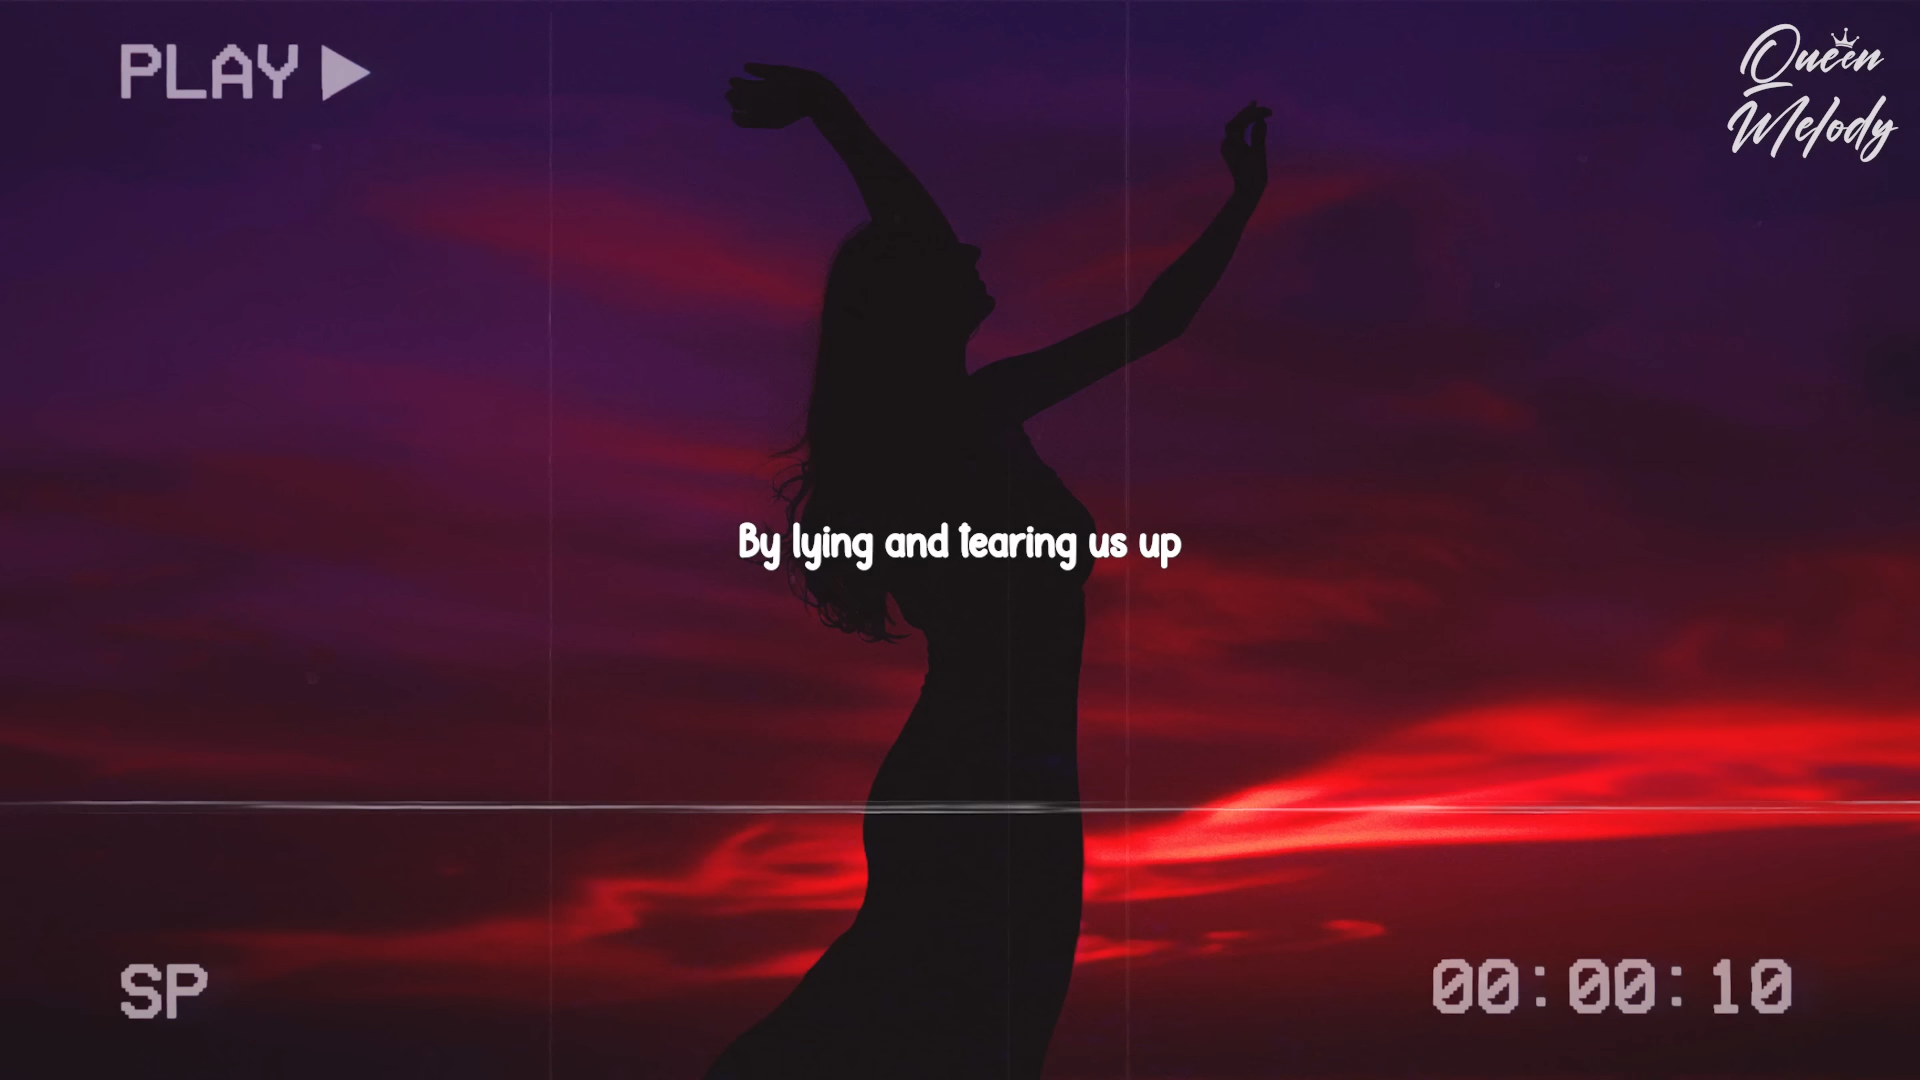 PLAY
Queen
Melody
By lying and tearing us up
SP
00:00:10